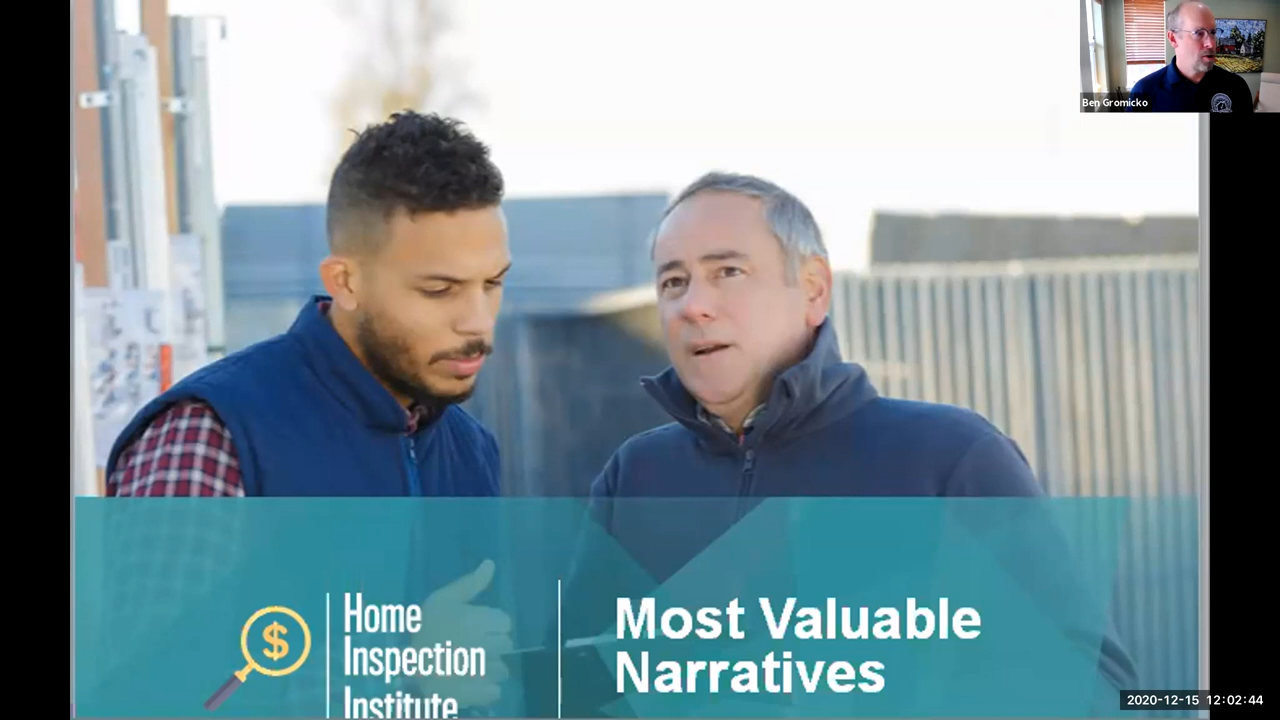 Ben Gromicko
$
Home
Inspection
Institute
Most Valuable
Narratives
2020-12-15 12:02:44